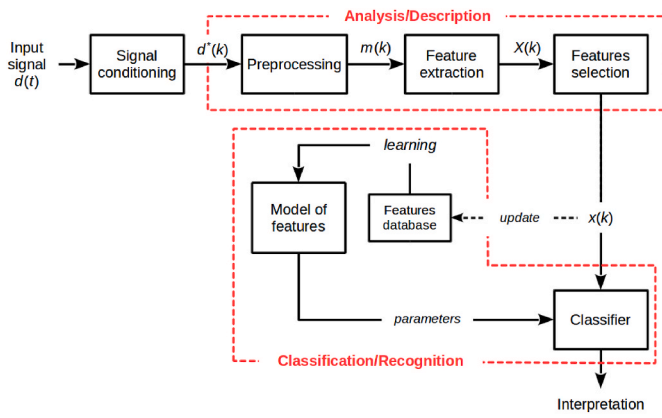 Analysis/Description
Input
signal
d(t)
Signal
conditioning
d*(k)
Preprocessing
m(k)
Feature
extraction
X(k)
Features
selection
learning
Model of
features
Features
database
update
x(k)
parameters
Classifier
Classification/Recognition
Interpretation